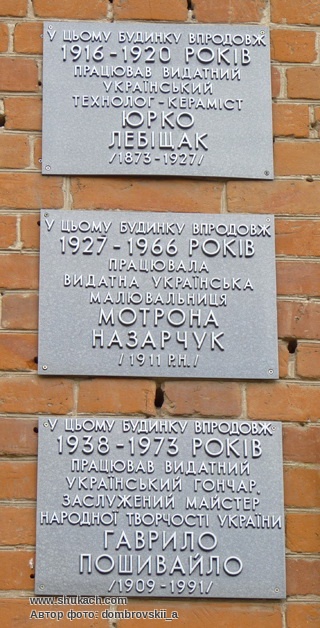 У ЦЬОМУ БУДИНКУ ВПРОДОВЖ
1916-1920 РОКІВ
ПРАЦЮВАВ ВИДАТНИЙ
УКРАЇНСЬКИЙ
ТЕХНОЛОГ-КЕРАМІСТ
ЮРКО
ЛЕБІЩАК
/1873-1927/
У ЦЬОМУ БУДИНКУ ВПРОДОВЖ
1927-1966 РОКІВ
ПРАЦЮВАЛА
ВИДАТНА УКРАЇНСЬКА
МАЛЮВАЛЬНИЦЯ
МОТРОНА
НАЗАРЧУК
/1911 Р.Н./
У ЦЬОМУ БУДИНКУ ВПРОДОВЖ
1938-1973 РОКІВ
ПРАЦЮВАВ ВИДАТНИЙ
УКРАЇНСЬКИЙ ГОНЧАР,
ЗАСЛУЖЕНИЙ МАЙСТЕР
НАРОДНОЇ ТВОРЧОСТІ УКРАЇНИ
ГАВРИЛО
ПОШИВАЙЛО
/1909-1991/
www.shukach.com
Автор фото: dombrovskii_a